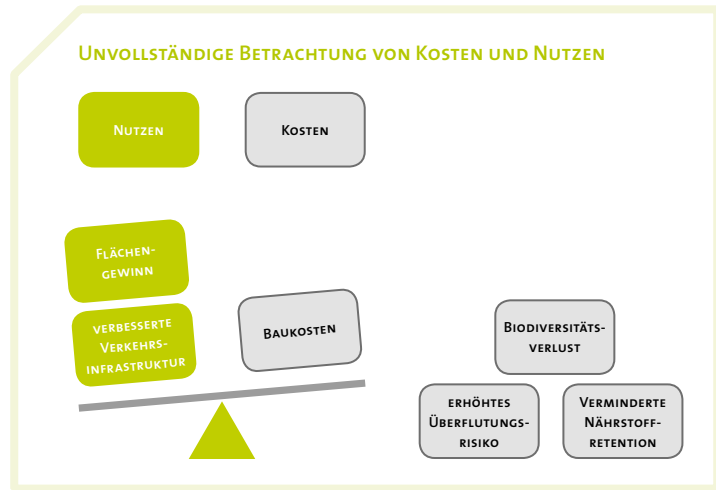 Unvollständige Betrachtung von Kosten und Nutzen
Nutzen
Kosten
Flächen-
gewinn
verbesserte
Verkehrs-
infrastruktur
Baukosten
Biodiversitäts-
verlust
erhöhtes
Überflutungs-
risiko
Verminderte
Nährstoff-
retention